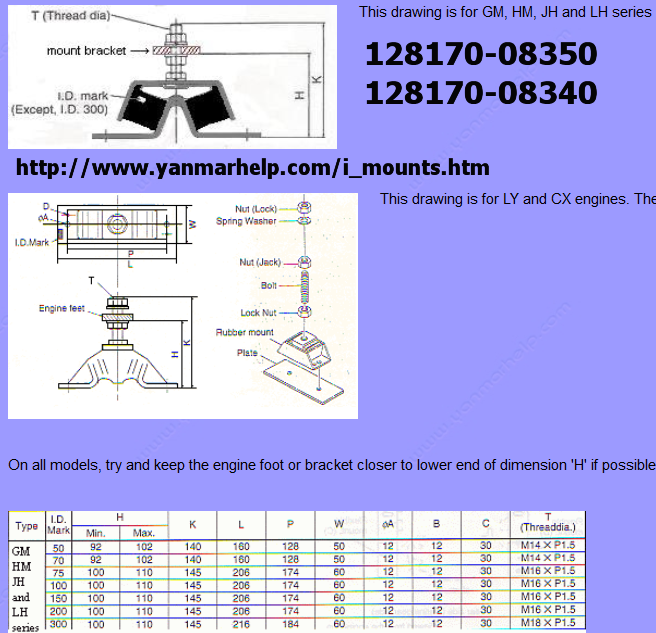 T (Thread dia)
This drawing is for GM, HM, JH and LH series
mount bracket
K
128170-08350
H
128170-08340
I.D. mark
(Except, I.D. 300)
http://www.yanmarhelp.com/i_mounts.htm
This drawing is for LY and CX engines. The
D
øA
W
I.D.Mark
P
L
Nut (Lock)
Spring Washer
Nut (Jack)
Bolt
Lock Nut
Rubber mount
Plate
T
Engine feet
H
K
On all models, try and keep the engine foot or bracket closer to lower end of dimension 'H' if possible
Type I.D. Mark H Min. Max. K L P W øA B C T (Threaddia.)
GM 50 92 102 140 160 128 50 12 12 30 M14 X P1.5
HM 70 92 102 140 160 128 50 12 12 30 M14 X P1.5
JH 75 100 110 145 206 174 60 12 12 30 M16 X P1.5
100 100 110 145 206 174 60 12 12 30 M16 X P1.5
and 150 100 110 145 206 174 60 12 12 30 M16 X P1.5
LH 200 100 110 145 206 174 60 12 12 30 M16 X P1.5
series 300 100 110 145 216 184 60 12 12 30 M18 X P1.5